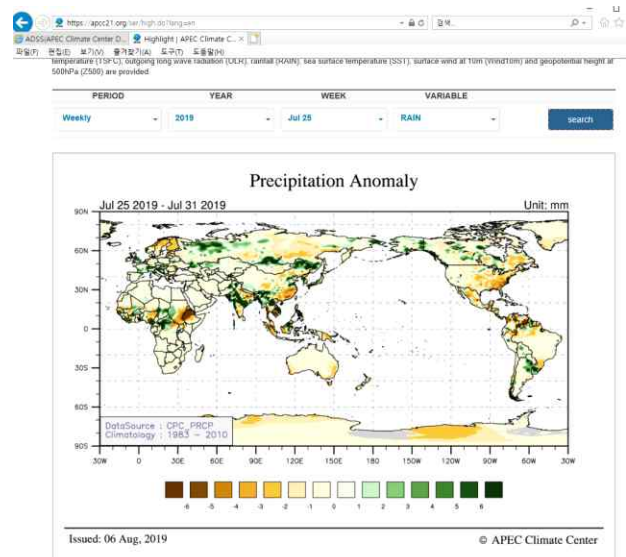 https://apcc21.org/ser/high.do?lang=en
검색...
ADSS|APEC Climate Center D...
Highlight | APEC Climate C...
파일(F) 편집(E) 보기(V) 즐겨찾기(A) 도구(T) 도움말(H)
temperature (TSFC), outgoing long wave radiation (OLR), rainfall (RAIN), sea surface temperature (SST), surface wind at 10m (Wind10m) and geopotential height at
500hPa (Z500) are provided
PERIOD YEAR WEEK VARIABLE
Weekly 2019 Jul 25 RAIN search
Precipitation Anomaly
Jul 25 2019 - Jul 31 2019 Unit: mm
90N
60N
30N
0
30S
60S
90S
DataSource : CPC_PRCP
Climatology : 1983 ~ 2010
30W 0 30E 60E 90E 120E 150E 180 150W 120W 90W 60W 30W
-6 -5 -4 -3 -2 -1 0 1 2 3 4 5 6
Issued: 06 Aug, 2019 © APEC Climate Center